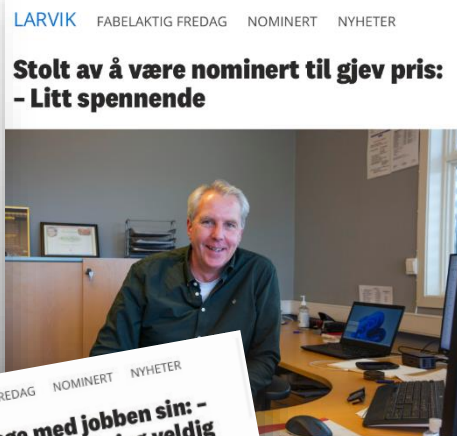 LARVIK FABELAKTIG FREDAG NOMINERT NYHETER
Stolt av å være nominert til gjev pris:
– Litt spennende
NOMINERT NYHETER
med jobben sin: –
veldig